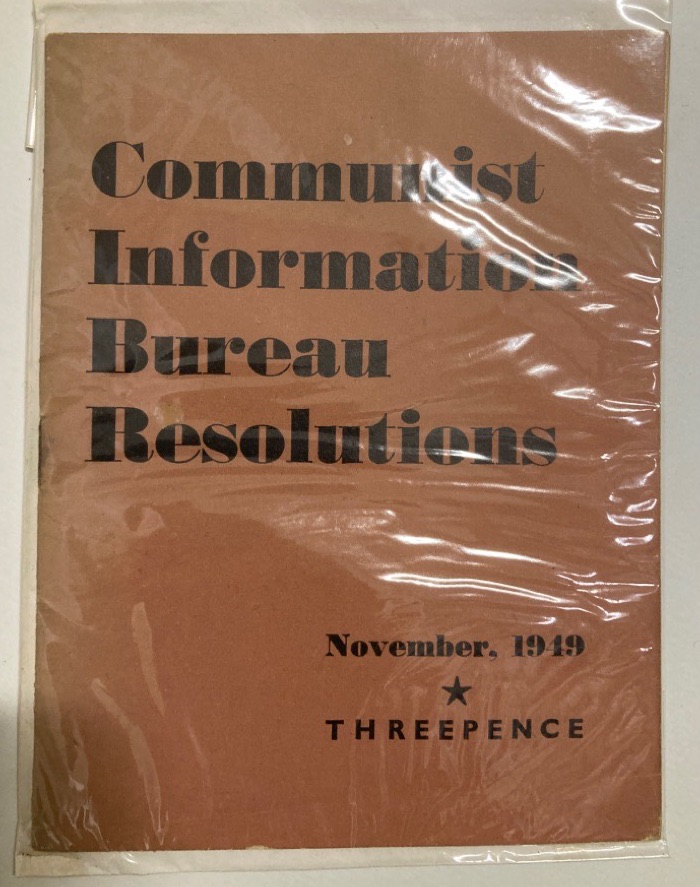 Communist
Information
Bureau
Resolutions
November, 1949
★
THREEPENCE